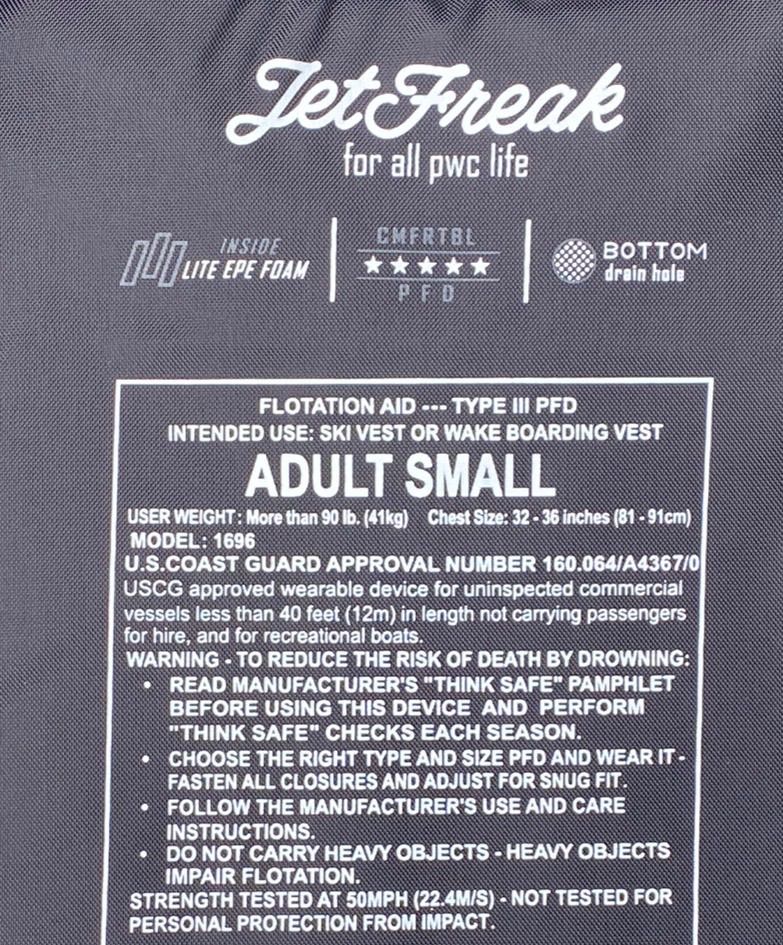 JetFreak
for all pwc life
INSIDE
LITE EPE FOAM
CMFRTBL
★★★★★
PFD
BOTTOM
drain hole
FLOTATION AID --- TYPE III PFD
INTENDED USE: SKI VEST OR WAKE BOARDING VEST
ADULT SMALL
USER WEIGHT: More than 90 lb. (41kg) Chest Size: 32 - 36 inches (81 - 91cm)
MODEL: 1696
U.S.COAST GUARD APPROVAL NUMBER 160.064/A4367/0
USCG approved wearable device for uninspected commercial
vessels less than 40 feet (12m) in length not carrying passengers
for hire, and for recreational boats.
WARNING - TO REDUCE THE RISK OF DEATH BY DROWNING:
• READ MANUFACTURER'S "THINK SAFE" PAMPHLET
BEFORE USING THIS DEVICE AND PERFORM
"THINK SAFE" CHECKS EACH SEASON.
• CHOOSE THE RIGHT TYPE AND SIZE PFD AND WEAR IT -
FASTEN ALL CLOSURES AND ADJUST FOR SNUG FIT.
• FOLLOW THE MANUFACTURER'S USE AND CARE
INSTRUCTIONS.
• DO NOT CARRY HEAVY OBJECTS - HEAVY OBJECTS
IMPAIR FLOTATION.
STRENGTH TESTED AT 50MPH (22.4M/S) - NOT TESTED FOR
PERSONAL PROTECTION FROM IMPACT.